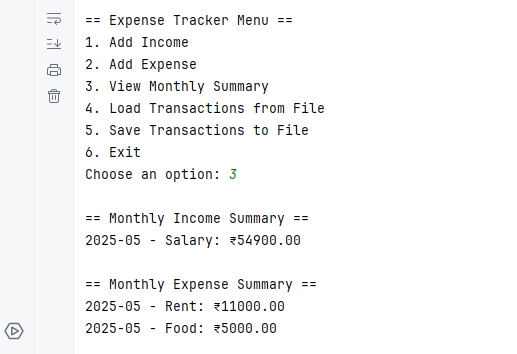 == Expense Tracker Menu ==
1. Add Income
2. Add Expense
3. View Monthly Summary
4. Load Transactions from File
5. Save Transactions to File
6. Exit
Choose an option: 3
== Monthly Income Summary ==
2025-05 - Salary: ₹54900.00
== Monthly Expense Summary ==
2025-05 - Rent: ₹11000.00
2025-05 - Food: ₹5000.00